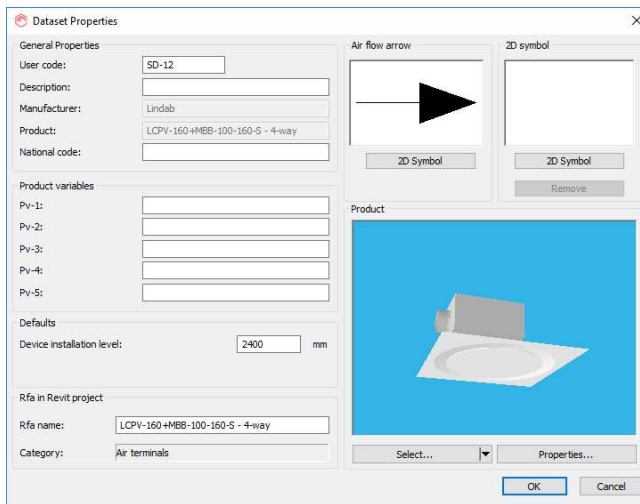 Dataset Properties
General Properties
User code: SD-12
Description:
Manufacturer: Lindab
Product: LCPV-160+MBB-100-160-S - 4-way
National code:
Product variables
Pv-1:
Pv-2:
Pv-3:
Pv-4:
Pv-5:
Defaults
Device installation level: 2400 mm
Rfa in Revit project
Rfa name: LCPV-160+MBB-100-160-S - 4-way
Category: Air terminals
Air flow arrow
2D Symbol
2D symbol
2D Symbol
Remove
Product
Select... Properties...
OK Cancel